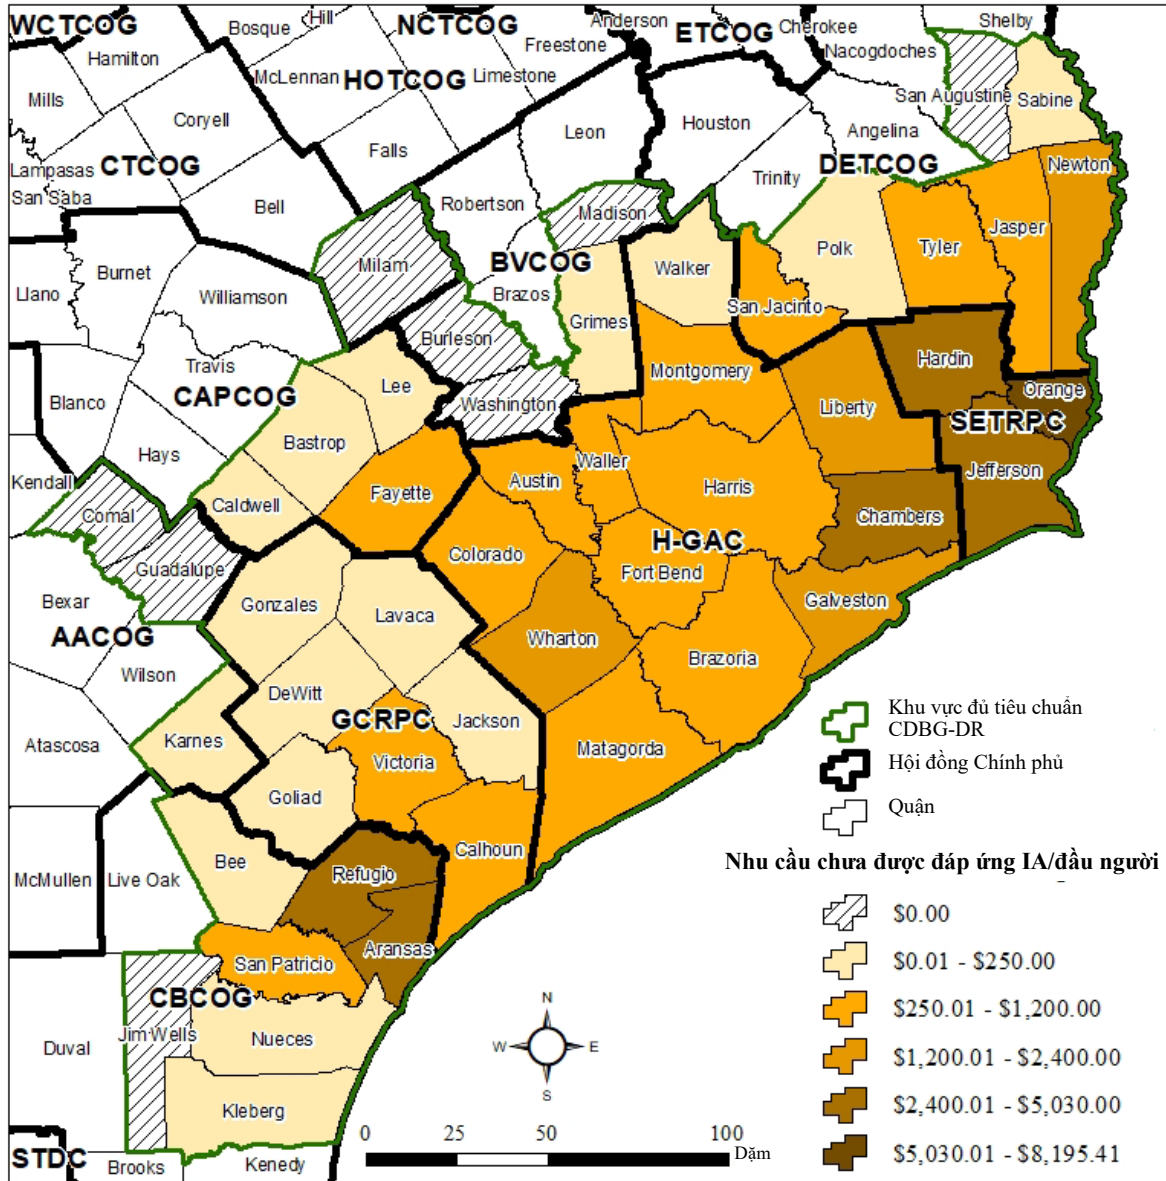 WCTCOG
Hill
Bosque
NCTCOG
Anderson
ETCOG
Cherokee
Shelby
Hamilton
Freestone
Nacogdoches
McLennan
HOTCOG
Limestone
Mills
San Augustine
Sabine
Coryell
Leon
Houston
Angelina
Falls
Lampasas
CTCOG
DETCOG
Newton
San Saba
Bell
Robertson
Trinity
Madison
Jasper
Polk
Tyler
Milam
BVCOG
Walker
Burnet
Llano
Williamson
Brazos
Grimes
San Jacinto
Burleson
Hardin
Travis
Montgomery
Lee
Orange
CAPCOG
Blanco
Washington
Liberty
SETRPC
Bastrop
Hays
Waller
Jefferson
Kendall
Austin
Harris
Fayette
Caldwell
Comal
Chambers
H-GAC
Colorado
Guadalupe
Fort Bend
Bexar
Gonzales
Lavaca
Galveston
AACOG
Wharton
Brazoria
Wilson
DeWitt
GCRPC
Jackson
Karnes
Atascosa
Matagorda
Victoria
Goliad
Calhoun
Bee
Refugio
McMullen
Live Oak
Aransas
San Patricio
CBCOG
Jim Wells
Nueces
Duval
Kleberg
STDC
Brooks
Kenedy
N
W
E
S
0
25
50
100
Dặm
Khu vực đủ tiêu chuẩn
CDBG-DR
Hội đồng Chính phủ
Quận
Nhu cầu chưa được đáp ứng IA/đầu người
$0.00
$0.01 - $250.00
$250.01 - $1,200.00
$1,200.01 - $2,400.00
$2,400.01 - $5,030.00
$5,030.01 - $8,195.41